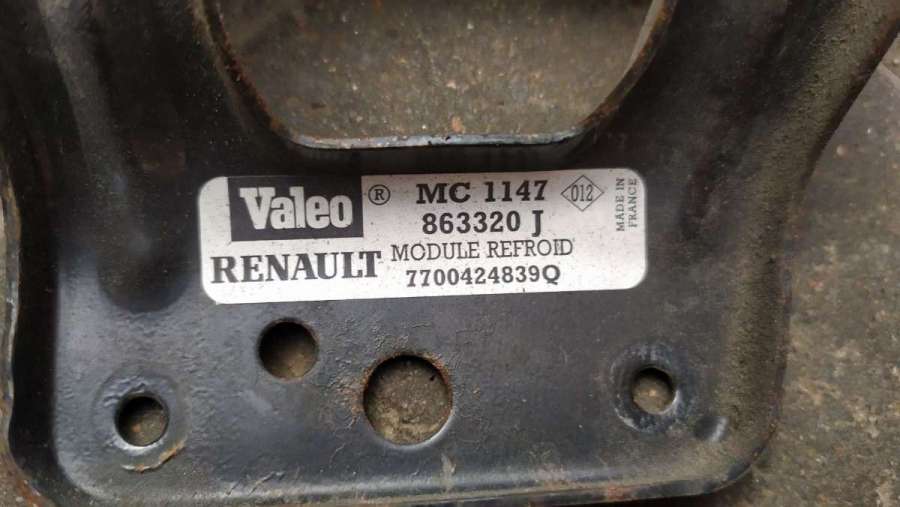 Valeo ® MC 1147 012
863320 J
MODULE REFROID
RENAULT 7700424839Q
MADE IN
FRANCE